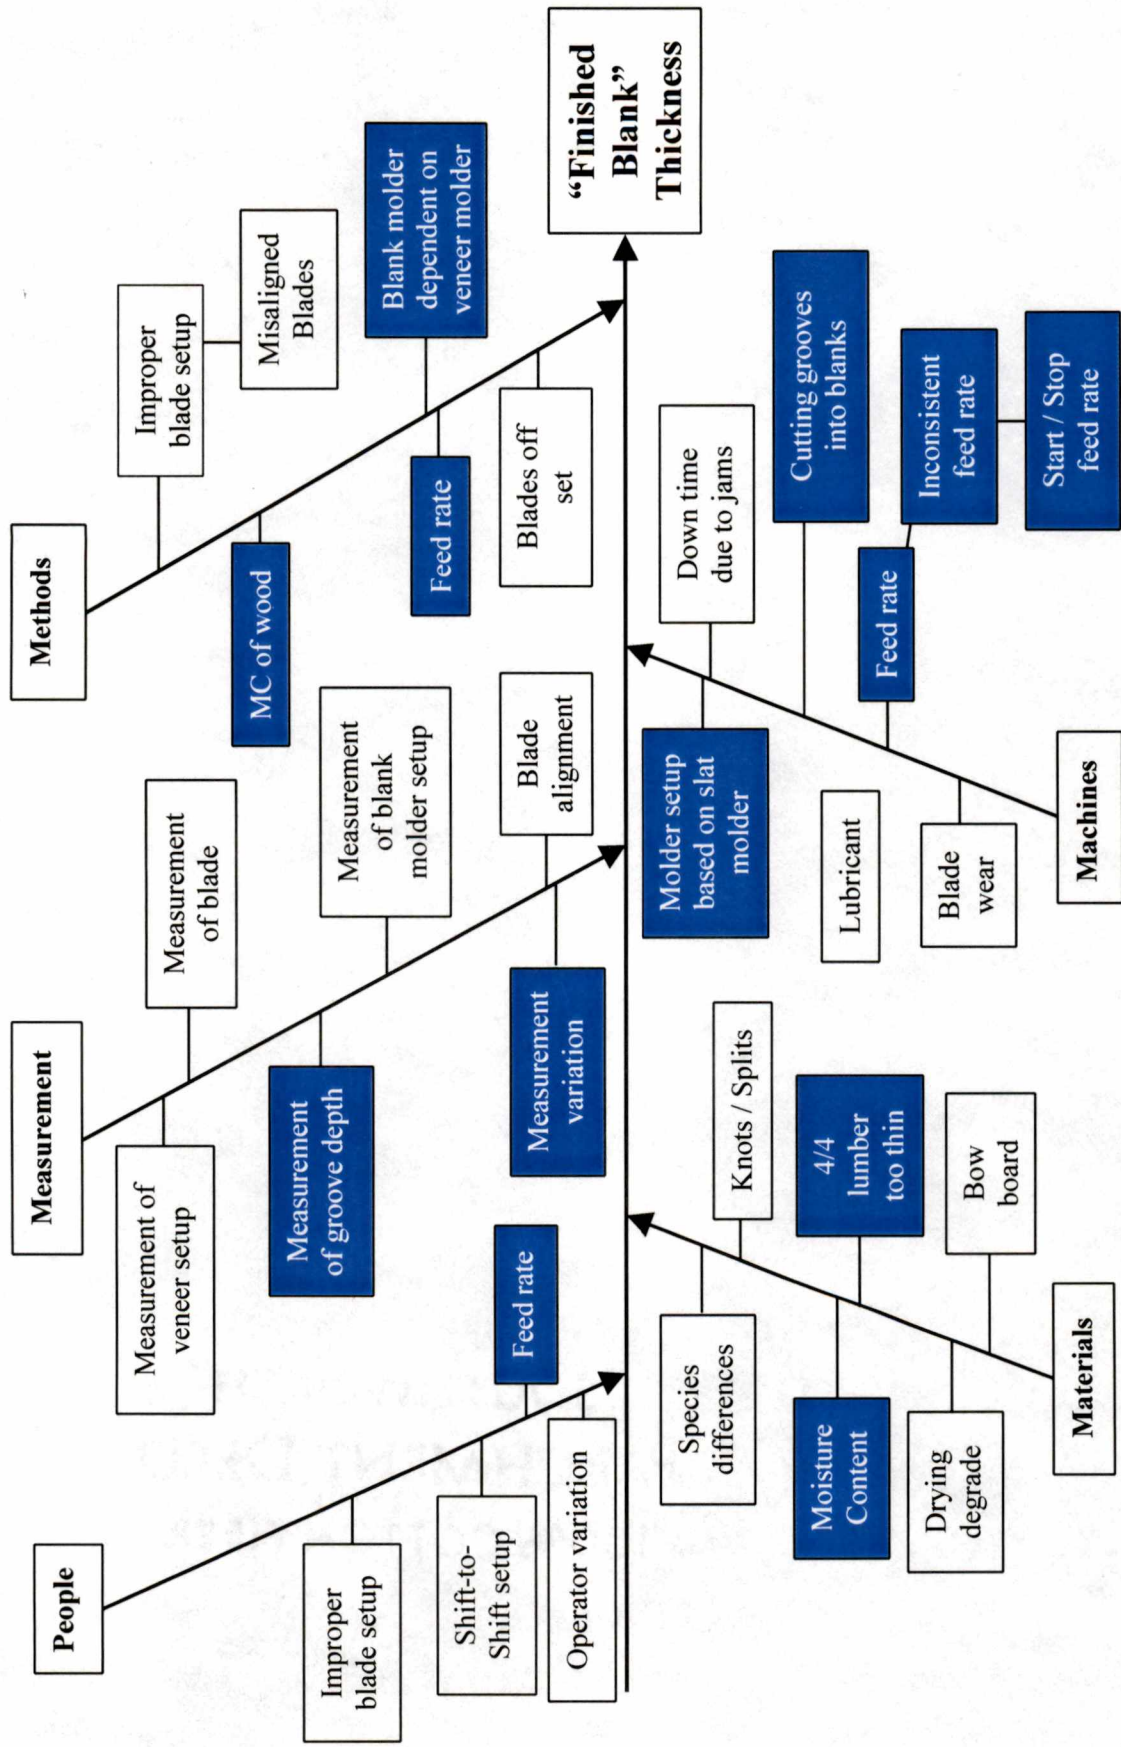 People
Improper
blade setup
Shift-to-
Shift setup
Feed rate
Operator variation
Measurement
Measurement of
veneer setup
Measurement
of blade
Measurement
of groove depth
Measurement
of blank
molder setup
Measurement
variation
Blade
alignment
Methods
Improper
blade setup
Misaligned
Blades
MC of wood
Blank molder
dependent on
veneer molder
Feed rate
Blades off
set
“Finished
Blank”
Thickness
Species
differences
Knots / Splits
Moisture
Content
4/4
lumber
too thin
Drying
degrade
Bow
board
Materials
Molder setup
based on slat
molder
Down time
due to jams
Cutting grooves
into blanks
Lubricant
Feed rate
Inconsistent
feed rate
Start / Stop
feed rate
Blade
wear
Machines